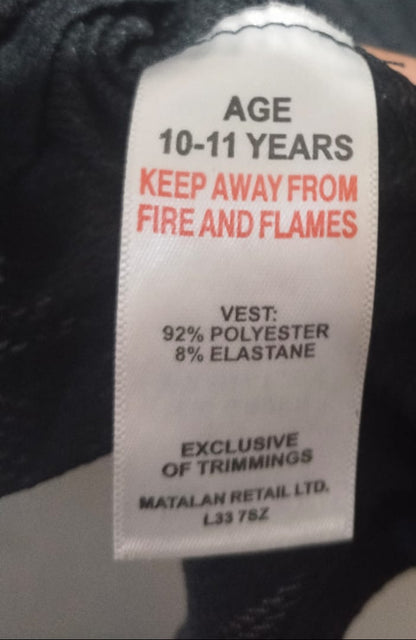 AGE
10-11 YEARS
KEEP AWAY FROM
FIRE AND FLAMES
VEST:
92% POLYESTER
8% ELASTANE
EXCLUSIVE
OF TRIMMINGS
MATALAN RETAIL LTD.
L33 7SZ